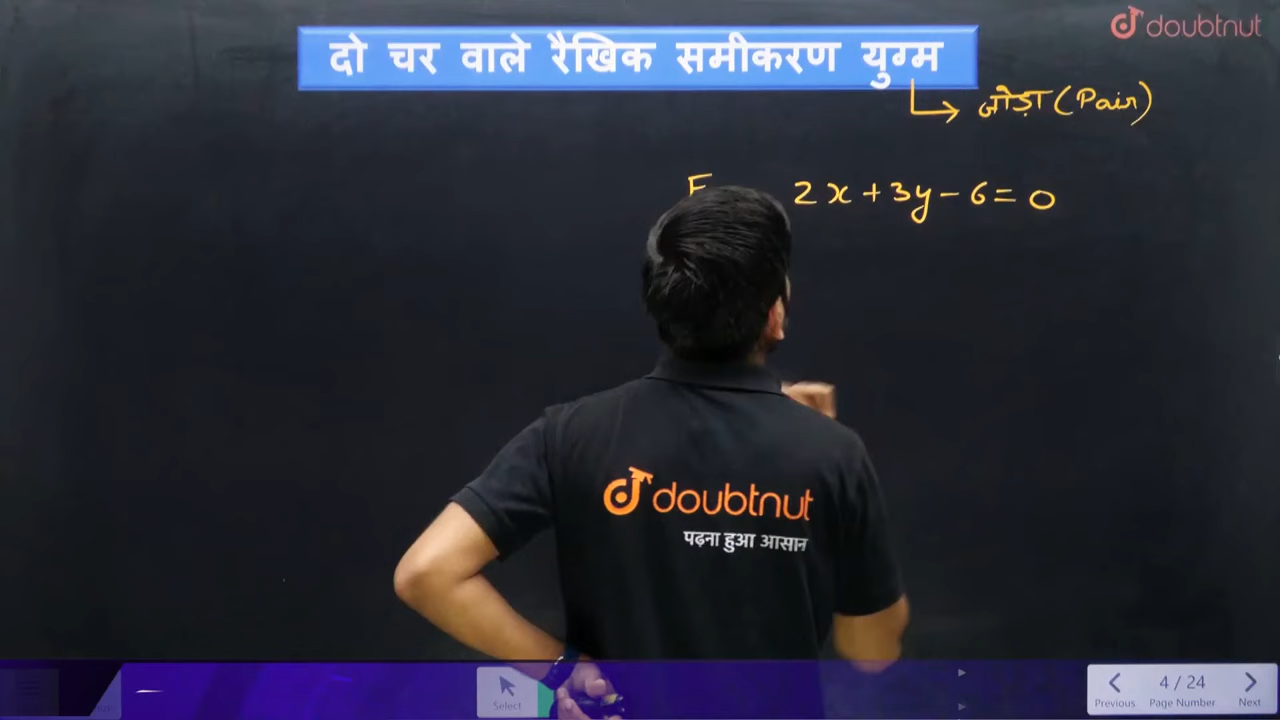 doubtnut
दो चर वाले रैखिक समीकरण युग्म
जोड़ा (Pair)
2x + 3y - 6 = 0
doubtnut
पढ़ना हुआ आसान
Select
4 / 24
Previous Page Number Next